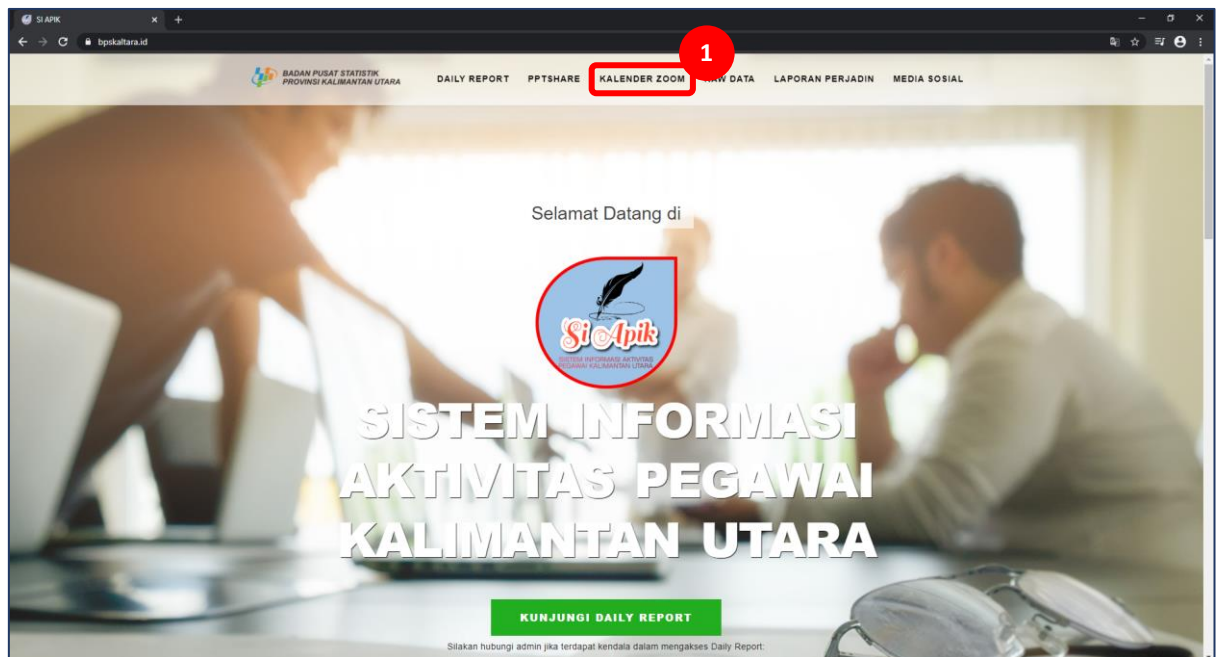 SI APIK
bpskaltara.id
1
BADAN PUSAT STATISTIK
PROVINSI KALIMANTAN UTARA
DAILY REPORT PPTSHARE KALENDER ZOOM DATA LAPORAN PERJADIN MEDIA SOSIAL
Selamat Datang di
Si Apik
SISTEM INFORMASI AKTIVITAS
PEGAWAI KALIMANTAN UTARA
SISTEM INFORMASI
AKTIVITAS PEGAWAI
KALIMANTAN UTARA
KUNJUNGI DAILY REPORT
Silakan hubungi admin jika terdapat kendala dalam mengakses Daily Report: